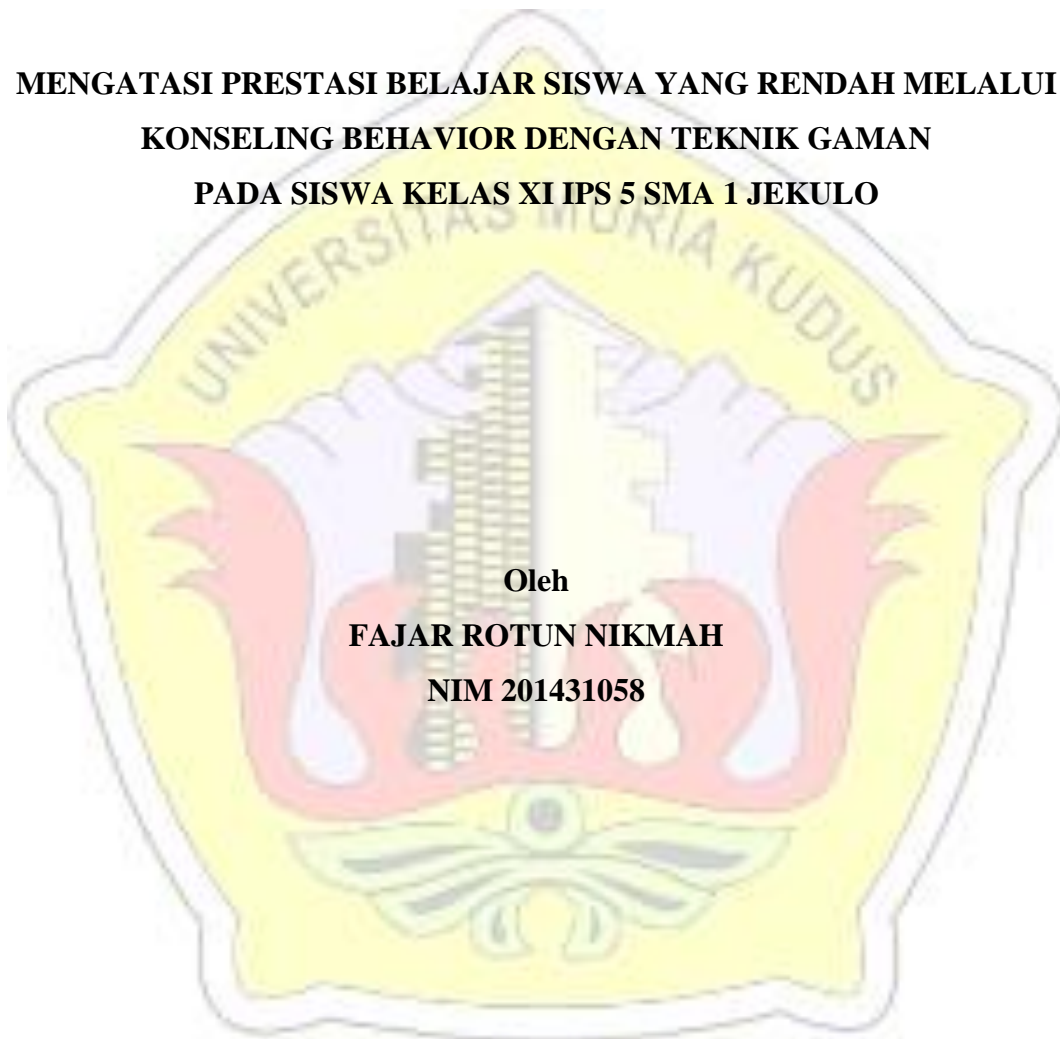 MENGATASI PRESTASI BELAJAR SISWA YANG RENDAH MELALUI
KONSELING BEHAVIOR DENGAN TEKNIK GAMAN
PADA SISWA KELAS XI IPS 5 SMA 1 JEKULO
UNIVERSITAS MURIA KUDUS
Oleh
FAJAR ROTUN NIKMAH
NIM 201431058